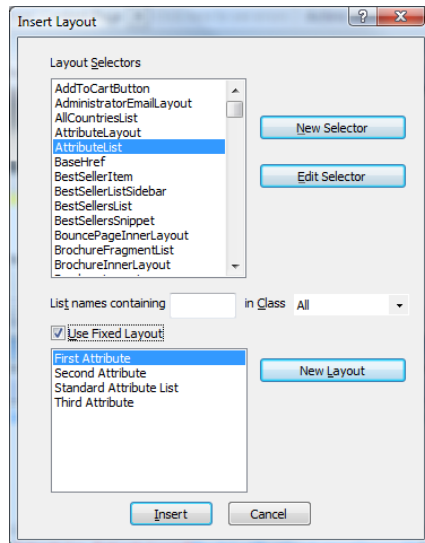 Insert Layout
Layout Selectors
AddToCartButton
AdministratorEmailLayout
AllCountriesList
AttributeLayout
AttributeList
BaseHref
BestSellerItem
BestSellerListSidebar
BestSellersList
BestSellersSnippet
BouncePageInnerLayout
BrochureFragmentList
BrochureInnerLayout
New Selector
Edit Selector
List names containing in Class All
Use Fixed Layout
First Attribute
Second Attribute
Standard Attribute List
Third Attribute
New Layout
Insert Cancel